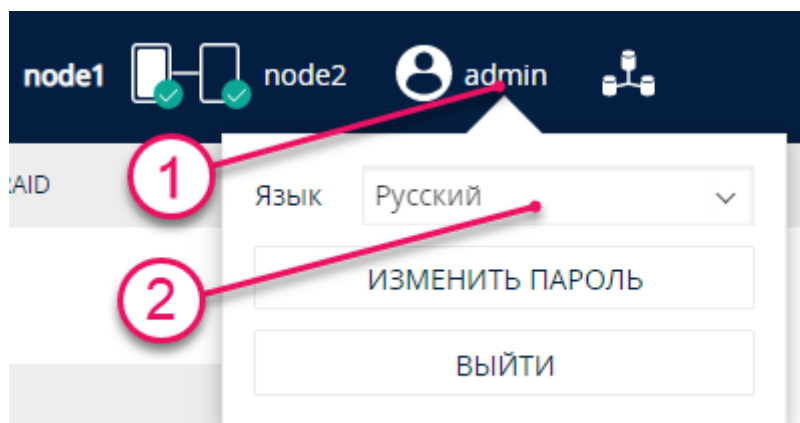 node1 node2 admin
AID
1
Язык Русский
2
ИЗМЕНИТЬ ПАРОЛЬ
ВЫЙТИ